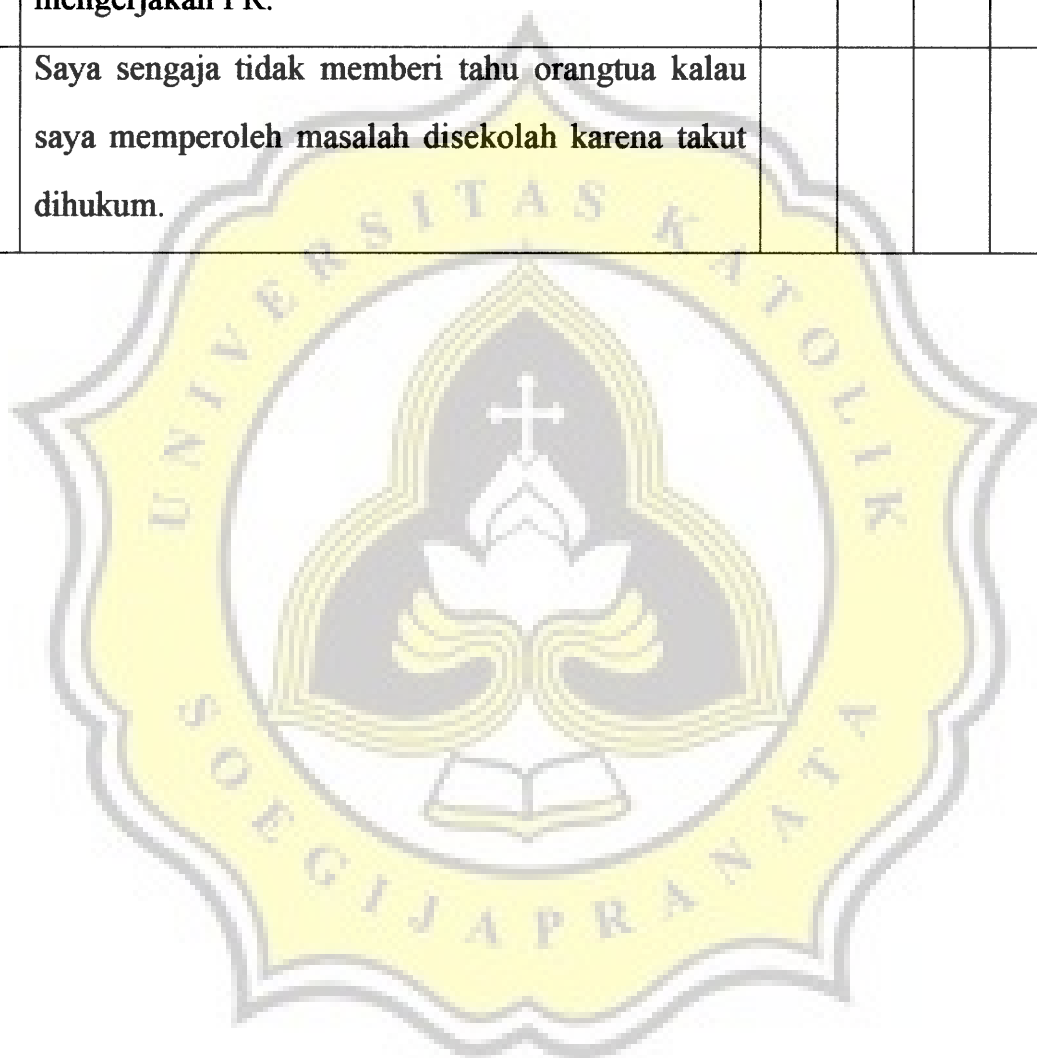 mengerjakan PR.
Saya sengaja tidak memberi tahu orangtua kalau
saya memperoleh masalah disekolah karena takut
dihukum.
UNIVERSITAS KATOLIK
SOEGIJAPRANATA